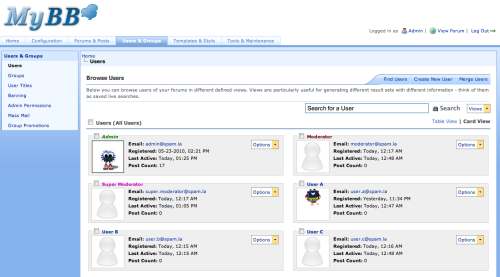 MyBB
Logged in as Admin | View Forum | Log Out
Home Configuration Forums & Posts Users & Groups Templates & Style Tools & Maintenance
Users & Groups
Users
Groups
User Titles
Banning
Admin Permissions
Mass Mail
Group Promotions
Home
Users
Browse Users
Find Users Create New User Merge Users
Below you can browse users of your forums in different defined views. Views are particularly useful for generating different result sets with different information - think of them
as saved live searches.
Search for a User Search Views
Users (All Users)
Table View | Card View
Admin
Email: admin@spam.la
Registered: 05-23-2010, 02:21 PM
Last Active: Today, 01:25 PM
Post Count: 17
Options
Moderator
Email: moderator@spam.la
Registered: Today, 12:17 AM
Last Active: Today, 12:48 AM
Post Count: 0
Options
Super Moderator
Email: super.moderator@spam.la
Registered: Today, 12:17 AM
Last Active: Today, 01:05 AM
Post Count: 0
Options
User A
Email: user.a@spam.la
Registered: Yesterday, 11:34 PM
Last Active: Today, 12:47 AM
Post Count: 0
Options
User B
Email: user.b@spam.la
Registered: Today, 12:15 AM
Last Active: Today, 12:15 AM
Post Count: 0
Options
User C
Email: user.c@spam.la
Registered: Today, 12:16 AM
Last Active: Today, 12:48 AM
Post Count: 0
Options